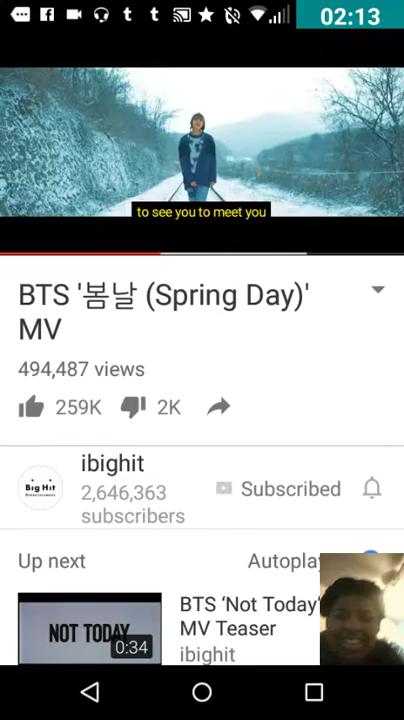 02:13
to see you to meet you
BTS '봄날 (Spring Day)'
MV
494,487 views
259K 2K
ibighit
2,646,363
subscribers
Subscribed
Big Hit
Up next Autoplay
BTS ‘Not Today’
MV Teaser
ibighit
NOT TODAY
0:34